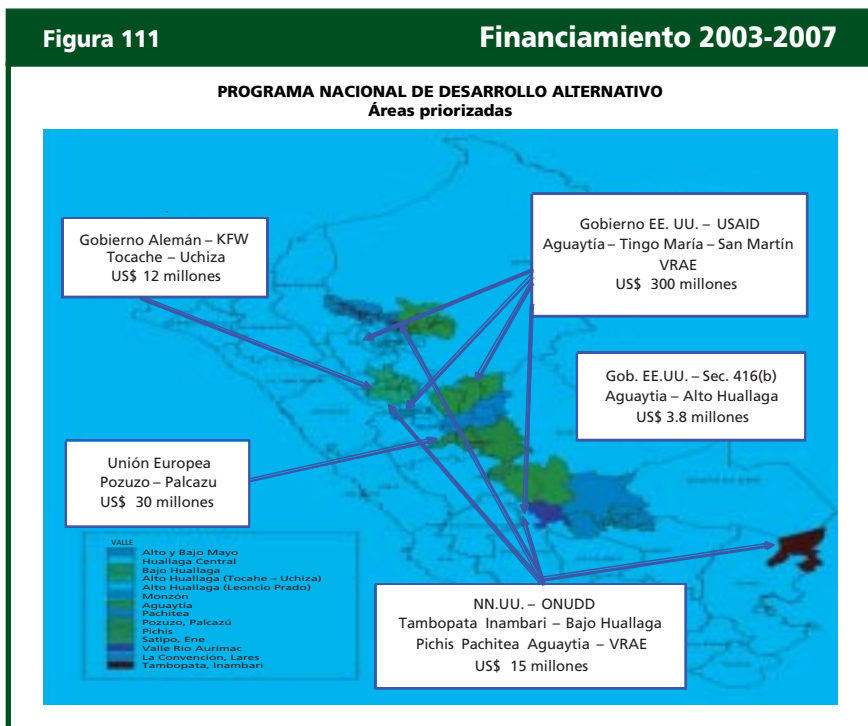 Figura 111
Financiamiento 2003-2007
PROGRAMA NACIONAL DE DESARROLLO ALTERNATIVO
Áreas priorizadas
Gobierno Alemán – KFW
Tocache – Uchiza
US$ 12 millones
Gobierno EE. UU. – USAID
Aguaytía – Tingo María – San Martín
VRAE
US$ 300 millones
Gob. EE.UU. – Sec. 416(b)
Aguaytia – Alto Huallaga
US$ 3.8 millones
Unión Europea
Pozuzo – Palcazu
US$ 30 millones
VALLE
Alto y Bajo Mayo
Huallaga Central
Bajo Huallaga
Alto Huallaga (Tocahe – Uchiza)
Alto Huallaga (Leoncio Prado)
Monzón
Aguaytía
Pachitea
Pozuzo, Palcazú
Pichis
Satipo, Ene
Valle Río Aurímac
La Convención, Lares
Tambopata, Inambari
NN.UU. – ONUDD
Tambopata Inambari – Bajo Huallaga
Pichis Pachitea Aguaytia – VRAE
US$ 15 millones